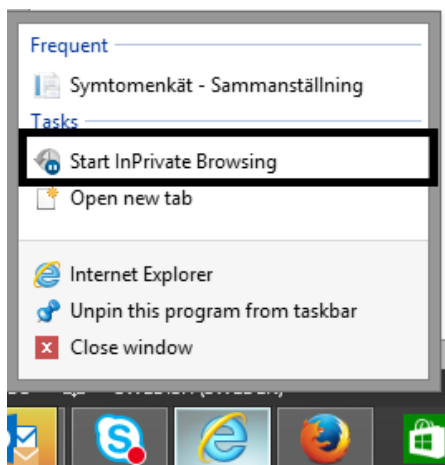 Frequent
Symtomenkät - Sammanställning
Tasks
Start InPrivate Browsing
Open new tab
Internet Explorer
Unpin this program from taskbar
Close window